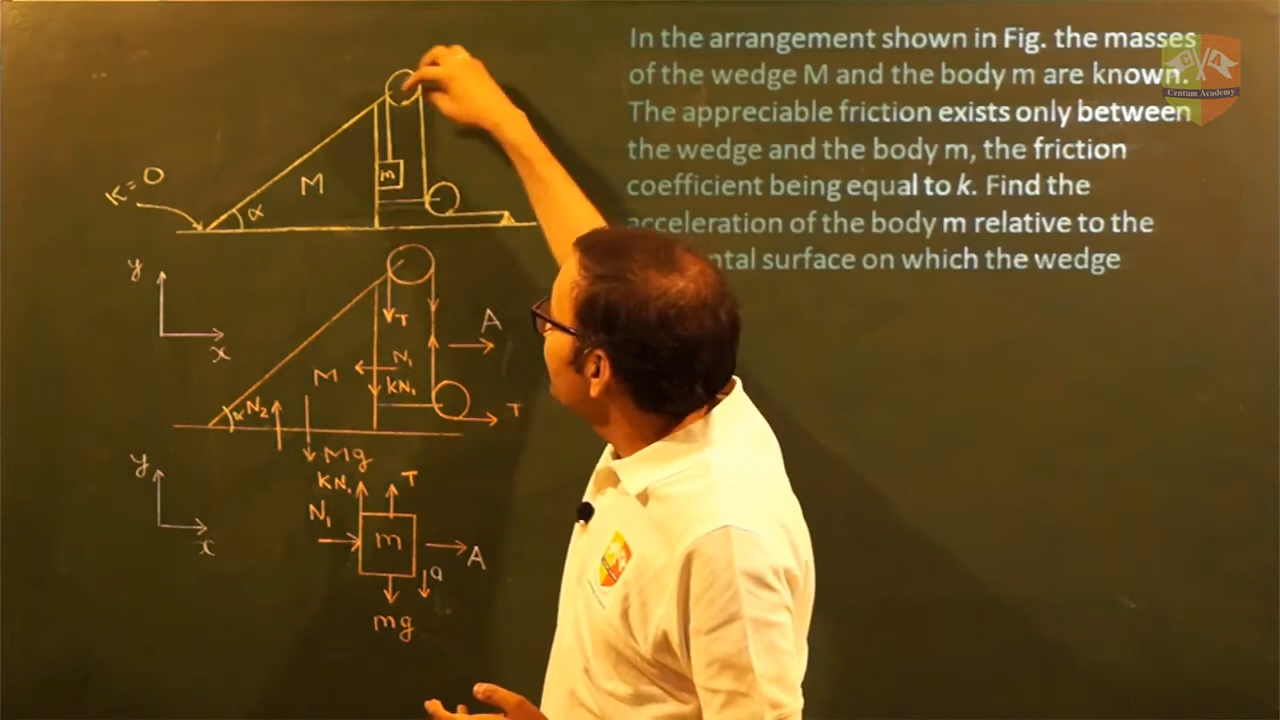 In the arrangement shown in Fig. the masses
of the wedge M and the body m are known.
The appreciable friction exists only between
the wedge and the body m, the friction
coefficient being equal to k. Find the
acceleration of the body m relative to the
surface on which the wedge
Centum Academy
K=0
M
α
m
y
x
T
A
N₁
kN₁
M
α
N₂
T
Mg
y
x
KN₁
T
N₁
m
A
a
mg